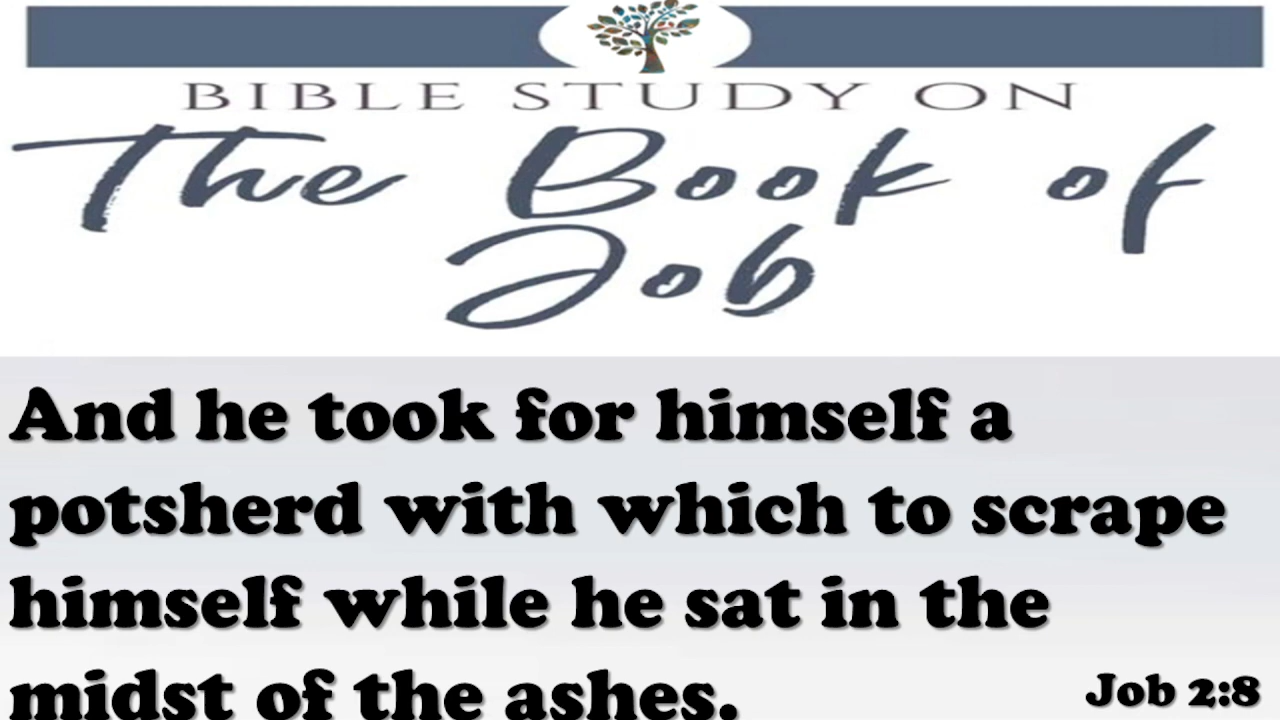 BIBLE STUDY ON
The Book of
Job
And he took for himself a
potsherd with which to scrape
himself while he sat in the
midst of the ashes.
Job 2:8